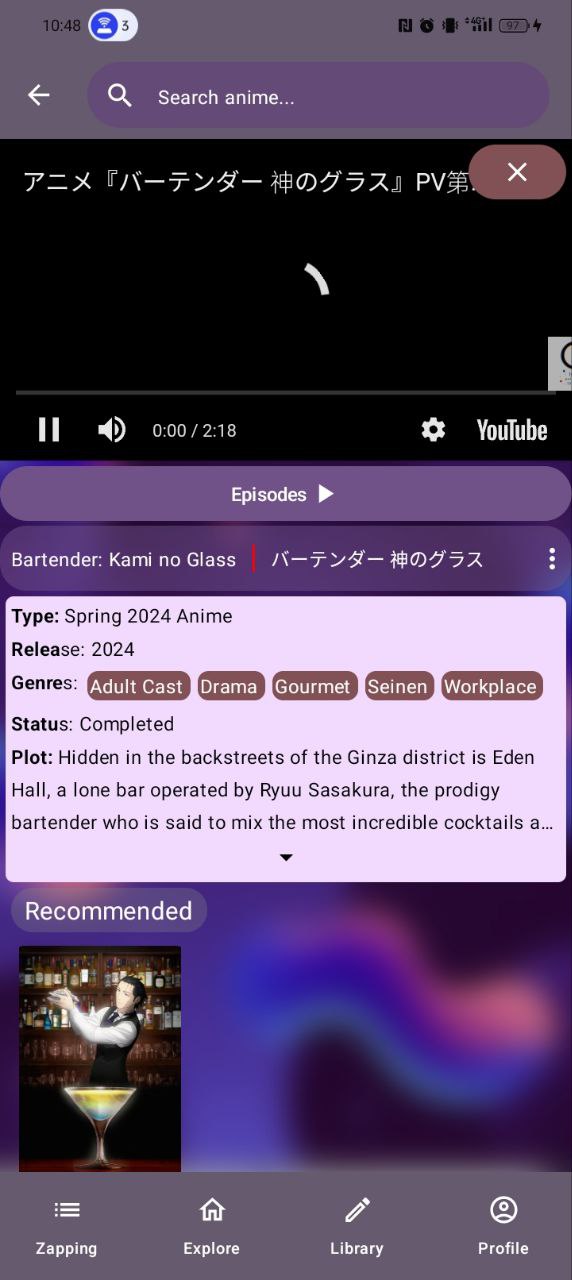 10:48 3 4G+ 97
Search anime...
アニメ『バーテンダー 神のグラス』PV第
0:00 / 2:18 YouTube
Episodes
Bartender: Kami no Glass | バーテンダー 神のグラス
Type: Spring 2024 Anime
Release: 2024
Genres: Adult Cast Drama Gourmet Seinen Workplace
Status: Completed
Plot: Hidden in the backstreets of the Ginza district is Eden
Hall, a lone bar operated by Ryuu Sasakura, the prodigy
bartender who is said to mix the most incredible cocktails a...
Recommended
Zapping Explore Library Profile